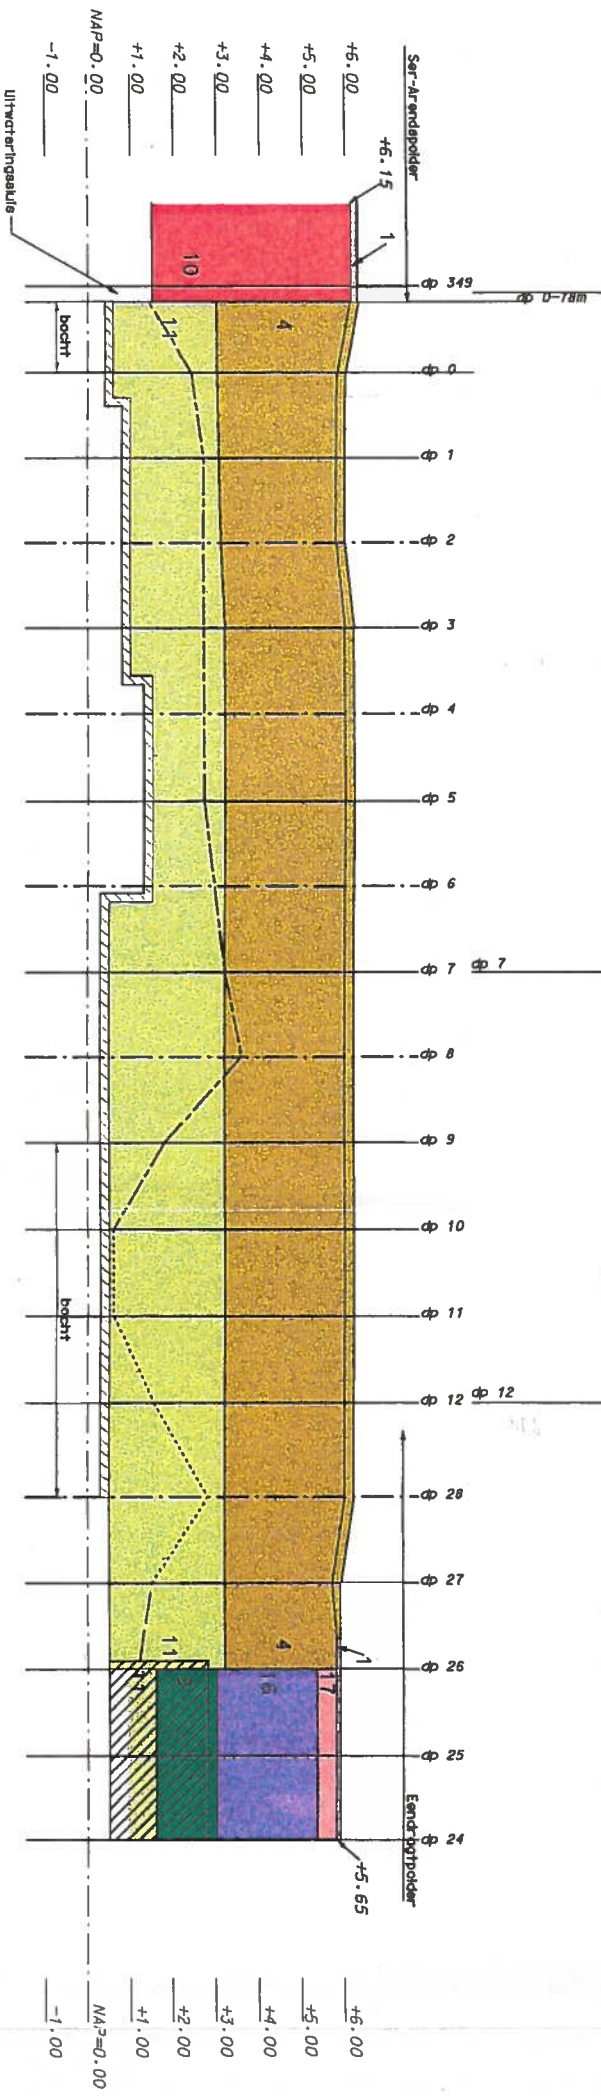 Ser-Arendspolder
+6.00
+5.00
+4.00
+3.00
+2.00
+1.00
NAP=0.00
-1.00
Uitwateringssluis
+6.15
1
10
dp 349
dp 0-78m
4
11
bocht
dp 0
dp 1
dp 2
dp 3
dp 4
dp 5
dp 6
dp 7
dp 7
dp 8
dp 9
dp 10
dp 11
bocht
dp 12
dp 12
dp 28
dp 27
1
4
11
dp 26
17
16
11
dp 25
dp 24
Eendragtpolder
+5.65
+6.00
+5.00
+4.00
+3.00
+2.00
+1.00
NAP=0.00
-1.00